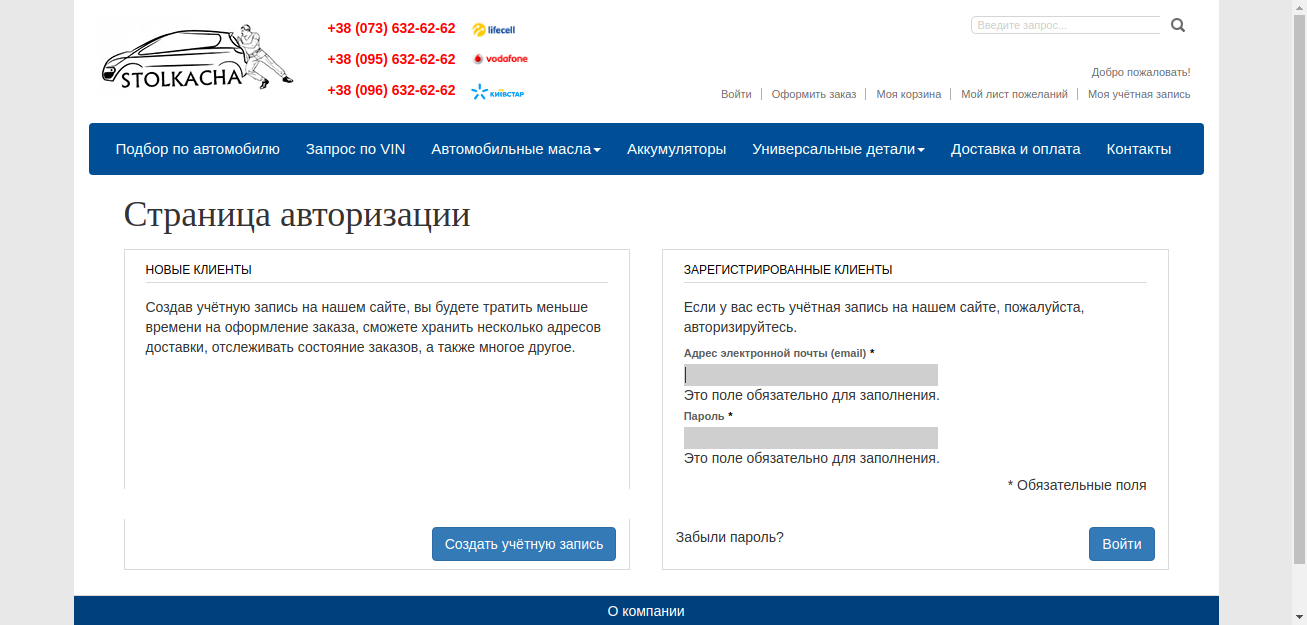 STOLKACHA
+38 (073) 632-62-62 lifecell
+38 (095) 632-62-62 vodafone
+38 (096) 632-62-62 КИЇВСТАР
Введите запрос...
Добро пожаловать!
Войти Оформить заказ Моя корзина Мой лист пожеланий Моя учётная запись
Подбор по автомобилю Запрос по VIN Автомобильные масла Аккумуляторы Универсальные детали Доставка и оплата Контакты
Страница авторизации
НОВЫЕ КЛИЕНТЫ
Создав учётную запись на нашем сайте, вы будете тратить меньше
времени на оформление заказа, сможете хранить несколько адресов
доставки, отслеживать состояние заказов, а также многое другое.
Создать учётную запись
ЗАРЕГИСТРИРОВАННЫЕ КЛИЕНТЫ
Если у вас есть учётная запись на нашем сайте, пожалуйста,
авторизируйтесь.
Адрес электронной почты (email) *
Это поле обязательно для заполнения.
Пароль *
Это поле обязательно для заполнения.
* Обязательные поля
Забыли пароль? Войти
О компании